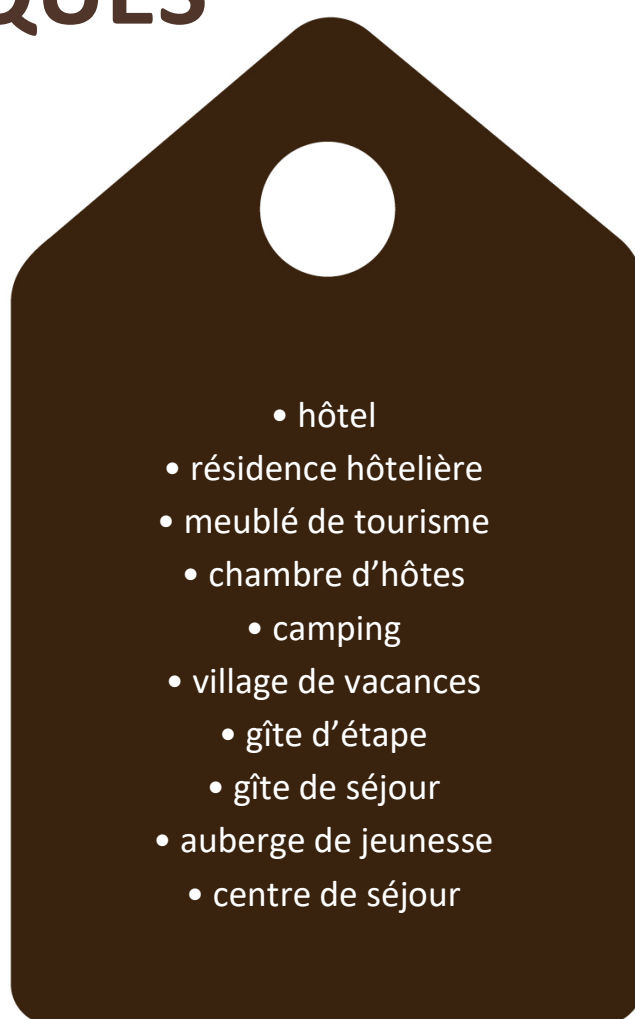 QUES
• hôtel
• résidence hôtelière
• meublé de tourisme
• chambre d’hôtes
• camping
• village de vacances
• gîte d’étape
• gîte de séjour
• auberge de jeunesse
• centre de séjour